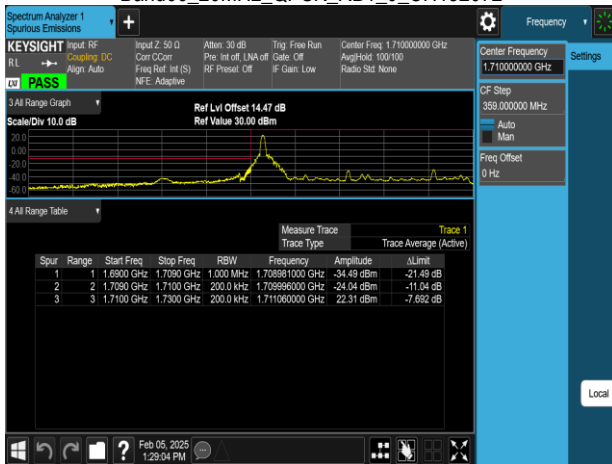 Spectrum Analyzer 1
Spurious Emissions
+
Frequency
KEYSIGHT
RL
LXI
PASS
Input: RF
Coupling: DC
Align: Auto
Input Z: 50 Ω
Corr CCorr
Freq Ref: Int (S)
NFE: Adaptive
Atten: 30 dB
Pre: Int off, LNA off
RF Preset: Off
Trig: Free Run
Gate: Off
IF Gain: Low
Center Freq: 1.710000000 GHz
Avg|Hold: 100/100
Radio Std: None
Center Frequency
1.710000000 GHz
Settings
CF Step
359.000000 MHz
Auto
Man
Freq Offset
0 Hz
3 All Range Graph
Scale/Div 10.0 dB
Ref Lvl Offset 14.47 dB
Ref Value 30.00 dBm
20.0
0.00
-20.0
-40.0
-60.0
4 All Range Table
Measure Trace Trace 1
Trace Type Trace Average (Active)
Spur Range Start Freq Stop Freq RBW Frequency Amplitude ΔLimit
1 1 1.6900 GHz 1.7090 GHz 1.000 MHz 1.708981000 GHz -34.49 dBm -21.49 dB
2 2 1.7090 GHz 1.7100 GHz 200.0 kHz 1.709996000 GHz -24.04 dBm -11.04 dB
3 3 1.7100 GHz 1.7300 GHz 200.0 kHz 1.711060000 GHz 22.31 dBm -7.692 dB
Local
?
Feb 05, 2025
1:29:04 PM